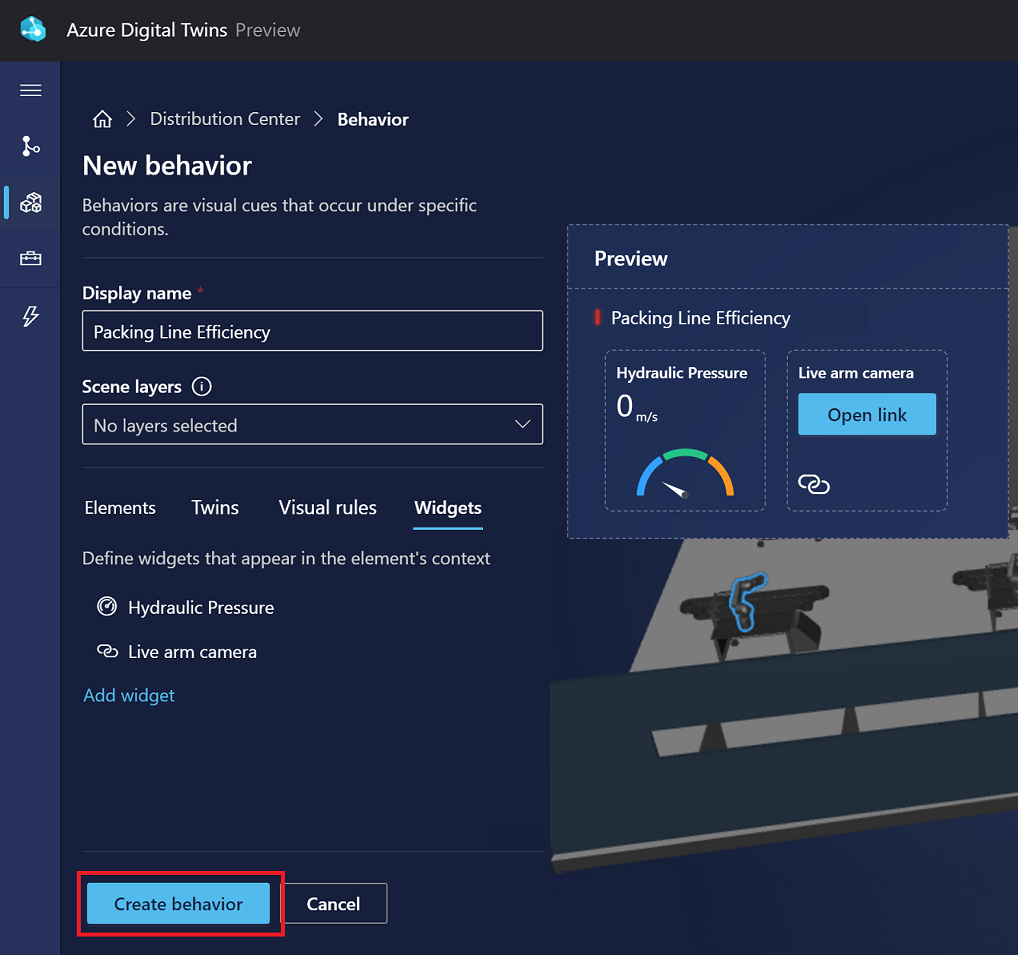 Azure Digital Twins Preview
Distribution Center
Behavior
New behavior
Behaviors are visual cues that occur under specific
conditions.
Display name *
Packing Line Efficiency
Scene layers
No layers selected
Elements
Twins
Visual rules
Widgets
Define widgets that appear in the element's context
Hydraulic Pressure
Live arm camera
Add widget
Create behavior
Cancel
Preview
Packing Line Efficiency
Hydraulic Pressure
0 m/s
Live arm camera
Open link